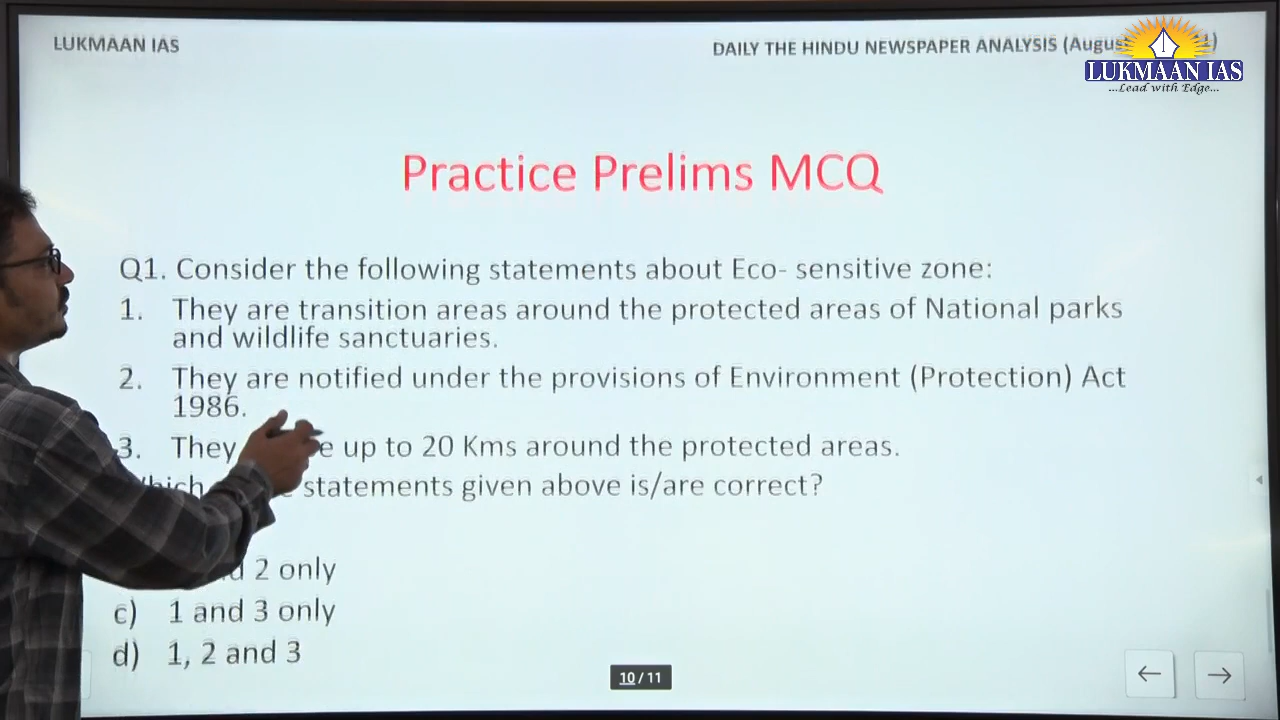 LUKMAAN IAS
DAILY THE HINDU NEWSPAPER ANALYSIS
LUKMAAN IAS
...Lead with Edge...
Practice Prelims MCQ
Q1. Consider the following statements about Eco- sensitive zone:
1. They are transition areas around the protected areas of National parks
and wildlife sanctuaries.
2. They are notified under the provisions of Environment (Protection) Act
1986.
3. They up to 20 Kms around the protected areas.
statements given above is/are correct?
2 only
c) 1 and 3 only
d) 1, 2 and 3
10 / 11